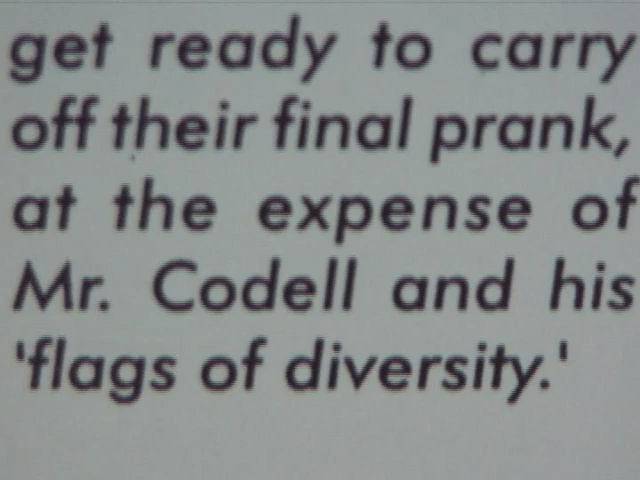 get ready to carry
off their final prank,
at the expense of
Mr. Codell and his
'flags of diversity.'